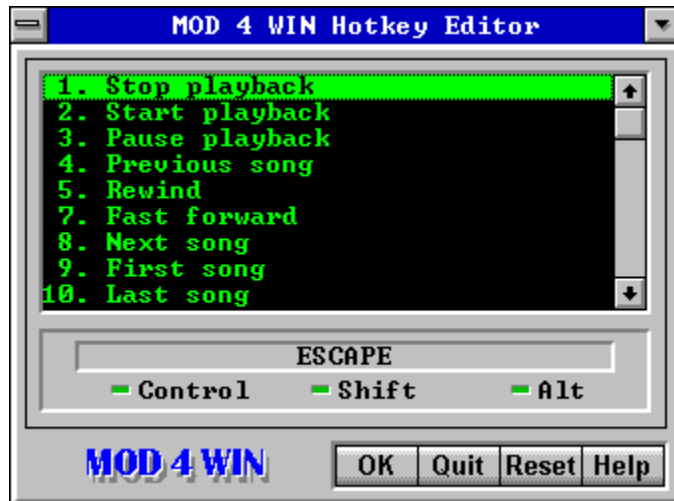 MOD 4 WIN Hotkey Editor
1. Stop playback
2. Start playback
3. Pause playback
4. Previous song
5. Rewind
7. Fast forward
8. Next song
9. First song
10. Last song
ESCAPE
Control Shift Alt
MOD 4 WIN OK Quit Reset Help